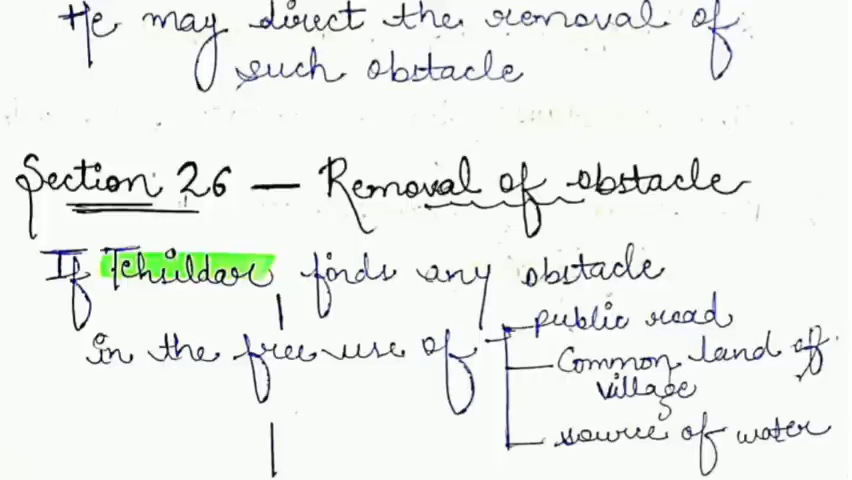 He may direct the removal of
such obstacle
Section 26 — Removal of obstacle
If Tehsildar finds any obstacle
in the free use of
public road
Common land of
village
source of water